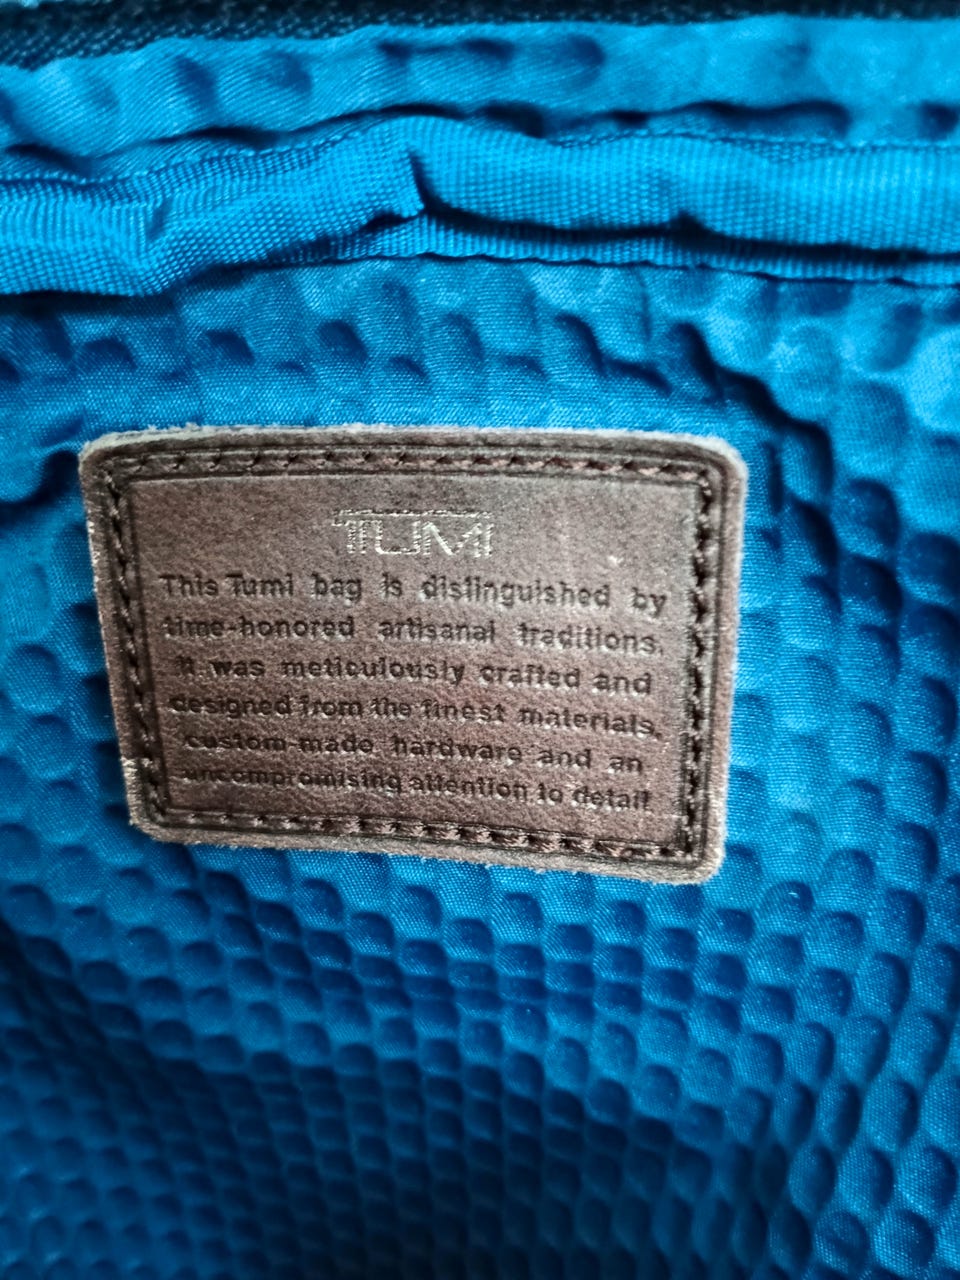 TUMI
This Tumi bag is distinguished by
time-honored artisanal traditions.
It was meticulously crafted and
designed from the finest materials,
custom-made hardware and an
uncompromising attention to detail.